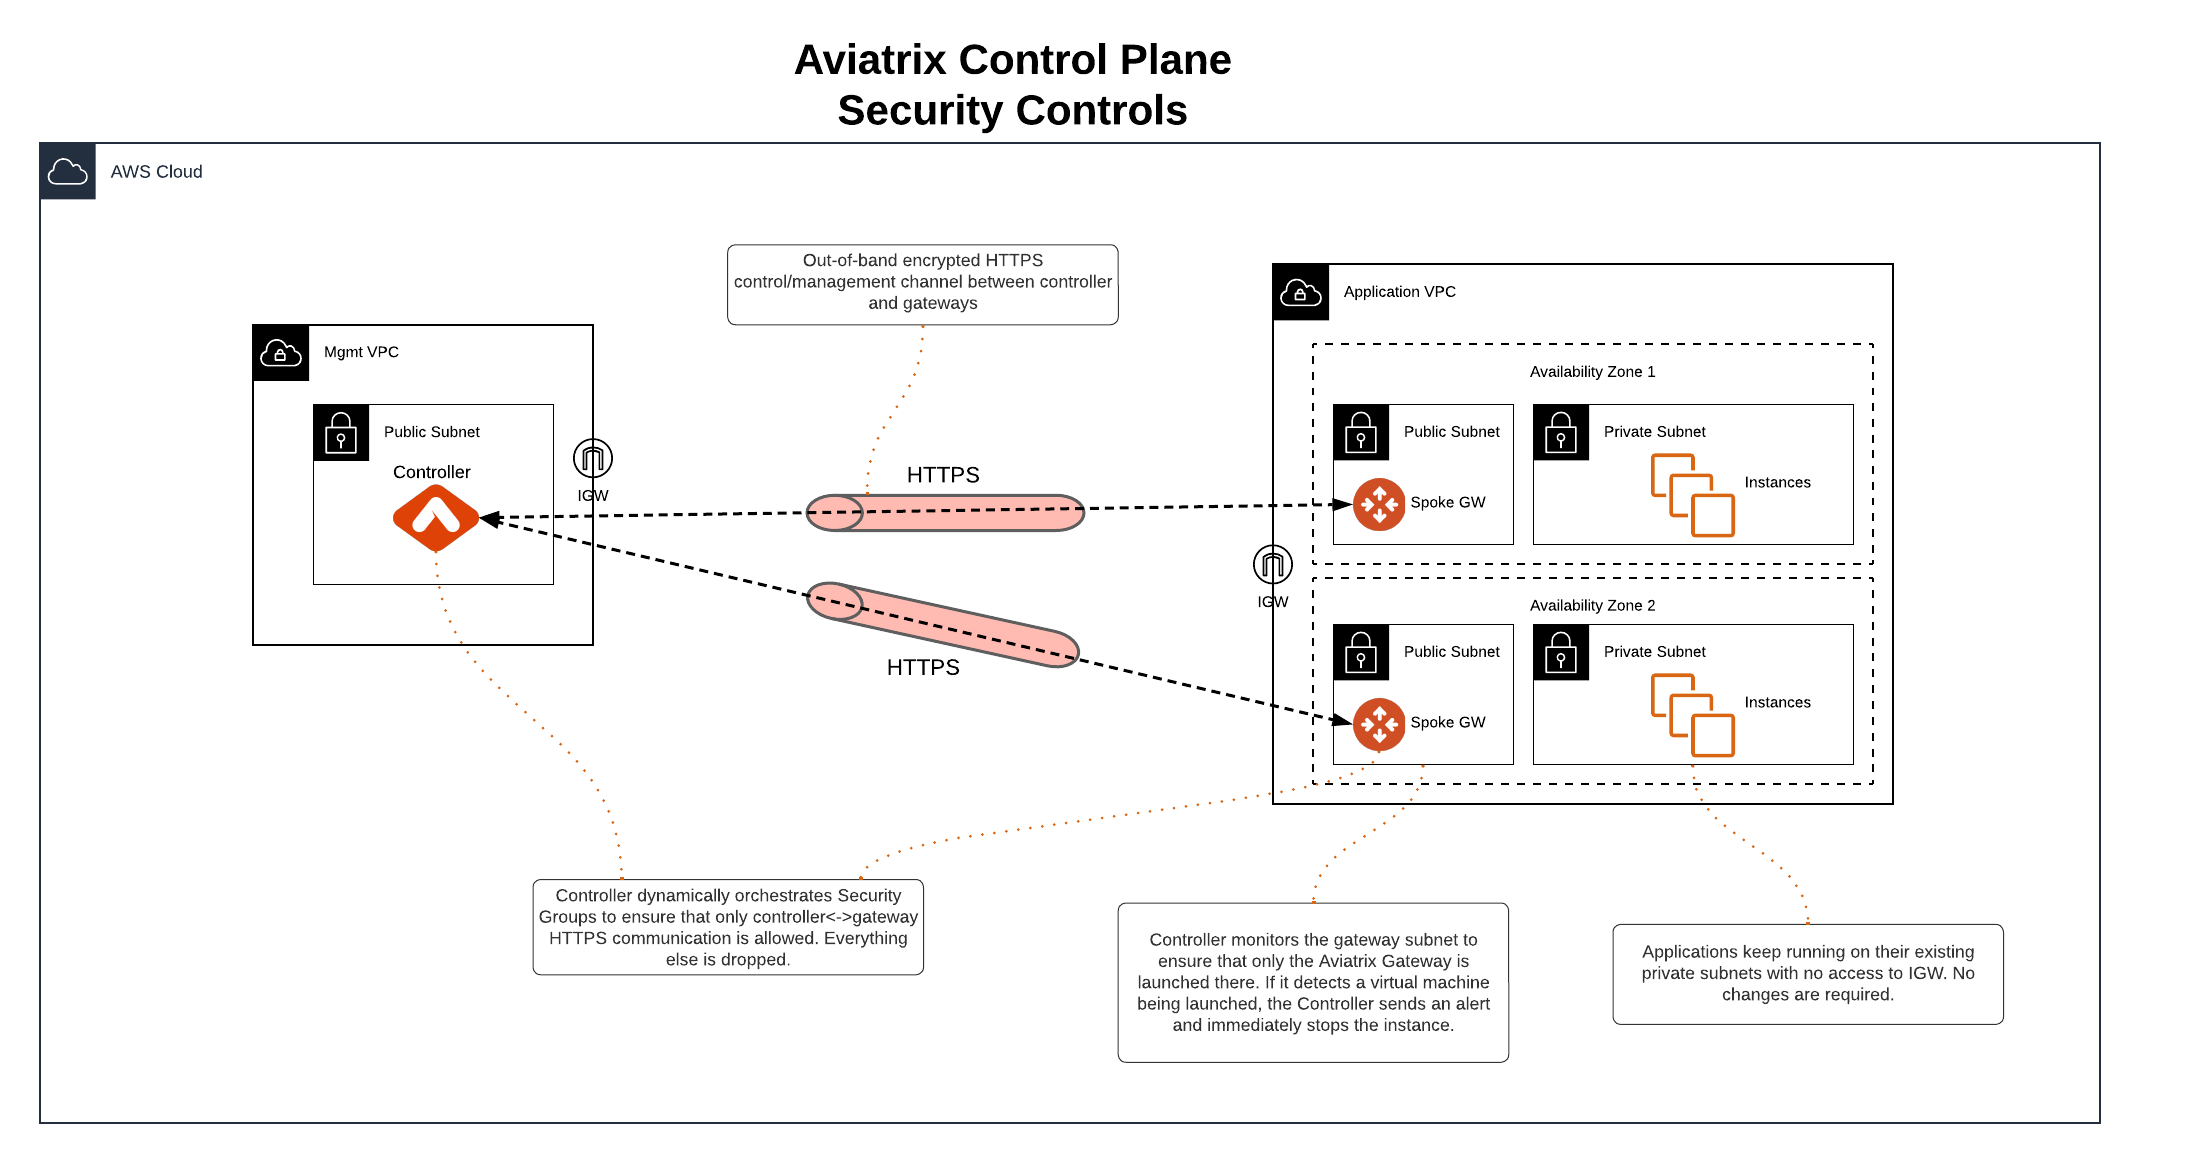 Aviatrix Control Plane
Security Controls
AWS Cloud
Out-of-band encrypted HTTPS
control/management channel between controller
and gateways
Mgmt VPC
Public Subnet
Controller
IGW
HTTPS
HTTPS
Application VPC
Availability Zone 1
Public Subnet
Spoke GW
Private Subnet
Instances
IGW
Availability Zone 2
Public Subnet
Spoke GW
Private Subnet
Instances
Controller dynamically orchestrates Security
Groups to ensure that only controller<->gateway
HTTPS communication is allowed. Everything
else is dropped.
Controller monitors the gateway subnet to
ensure that only the Aviatrix Gateway is
launched there. If it detects a virtual machine
being launched, the Controller sends an alert
and immediately stops the instance.
Applications keep running on their existing
private subnets with no access to IGW. No
changes are required.